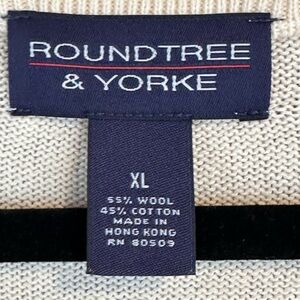 ROUNDTREE
& YORKE
XL
55% WOOL
45% COTTON
MADE IN
HONG KONG
RN 80509